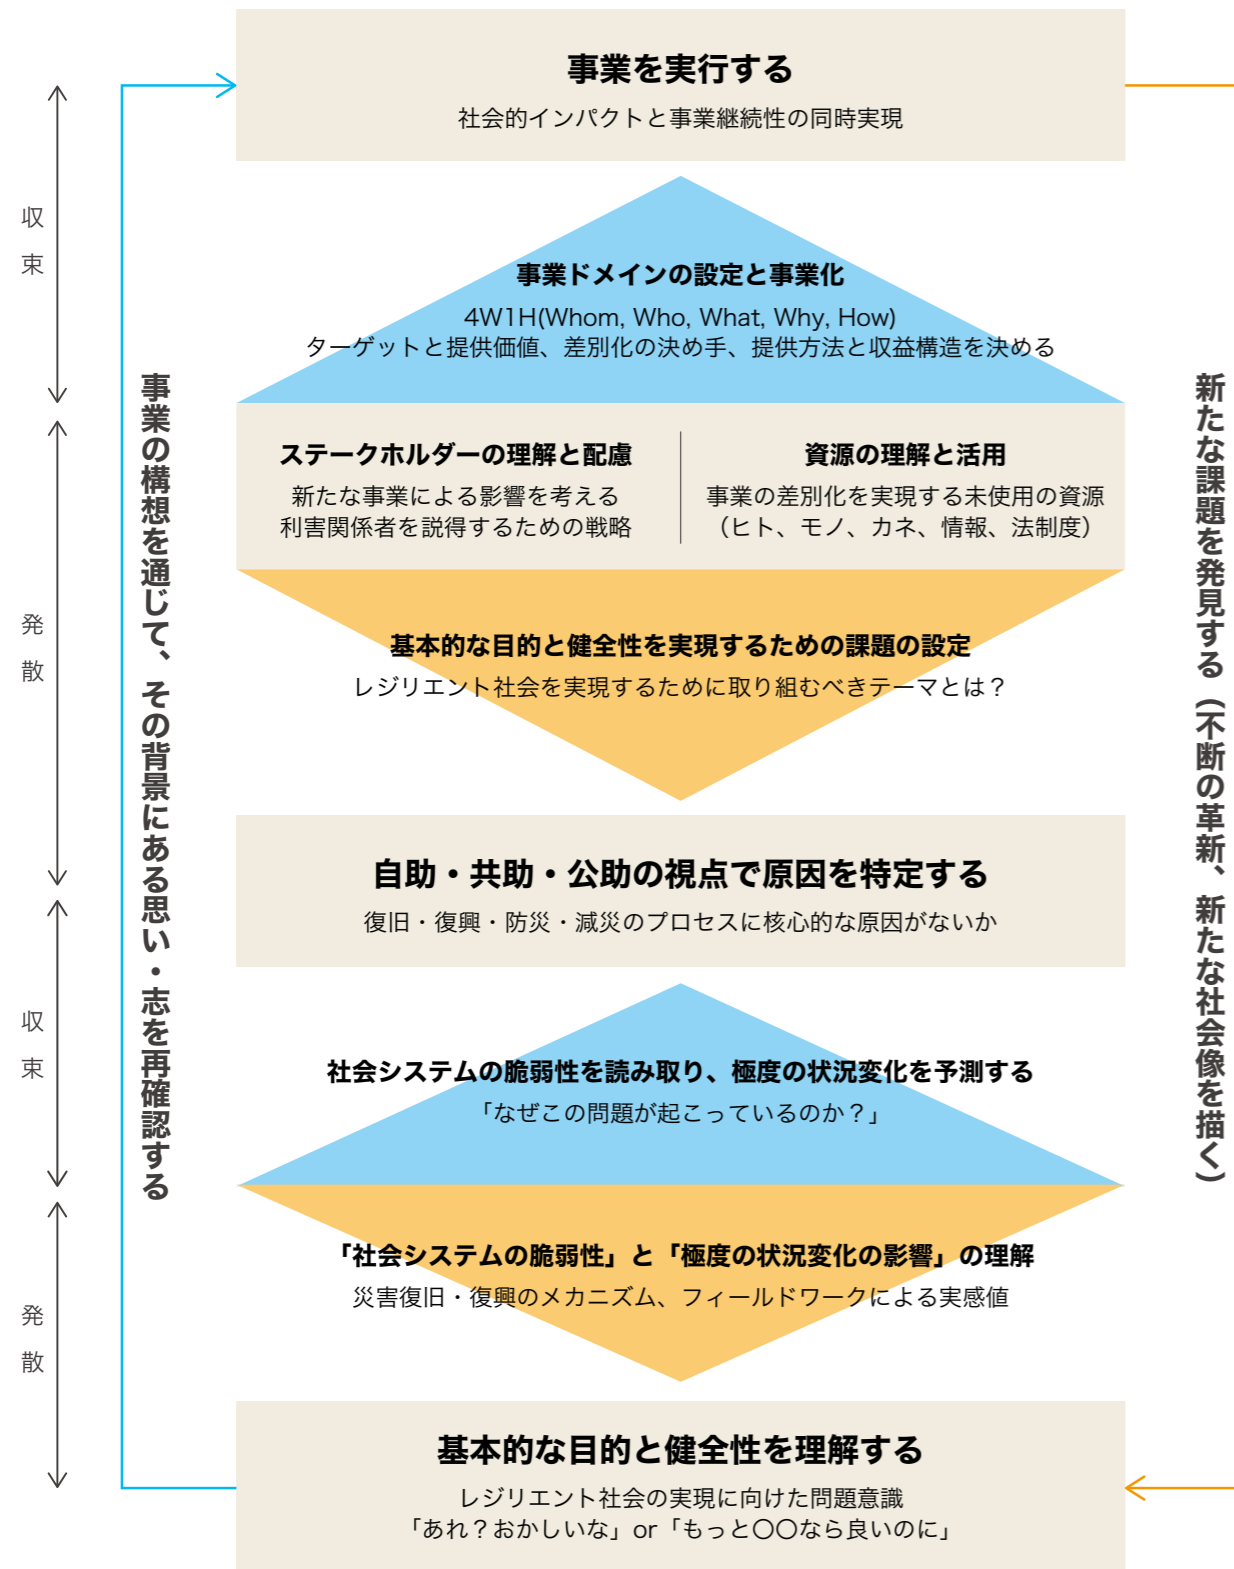 事業を実行する
社会的インパクトと事業継続性の同時実現
収束
事業ドメインの設定と事業化
4W1H(Whom, Who, What, Why, How)
ターゲットと提供価値、差別化の決め手、提供方法と収益構造を決める
事業の構想を通じて、その背景にある思い・志を再確認する
新たな課題を発見する（不断の革新、新たな社会像を描く）
ステークホルダーの理解と配慮
新たな事業による影響を考える
利害関係者を説得するための戦略
資源の理解と活用
事業の差別化を実現する未使用の資源
（ヒト、モノ、カネ、情報、法制度）
発散
基本的な目的と健全性を実現するための課題の設定
レジリエント社会を実現するために取り組むべきテーマとは？
自助・共助・公助の視点で原因を特定する
復旧・復興・防災・減災のプロセスに核心的な原因がないか
収束
社会システムの脆弱性を読み取り、極度の状況変化を予測する
「なぜこの問題が起こっているのか？」
「社会システムの脆弱性」と「極度の状況変化の影響」の理解
災害復旧・復興のメカニズム、フィールドワークによる実感値
発散
基本的な目的と健全性を理解する
レジリエント社会の実現に向けた問題意識
「あれ？おかしいな」or「もっと〇〇なら良いのに」